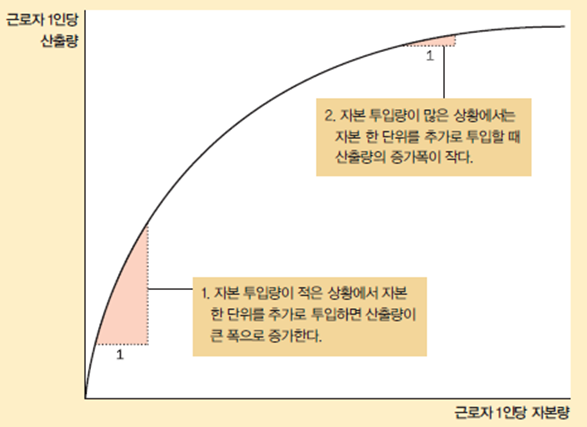 근로자 1인당
산출량
1
2. 자본 투입량이 많은 상황에서는
자본 한 단위를 추가로 투입할 때
산출량의 증가폭이 작다.
1. 자본 투입량이 적은 상황에서 자본
한 단위를 추가로 투입하면 산출량이
큰 폭으로 증가한다.
1
근로자 1인당 자본량